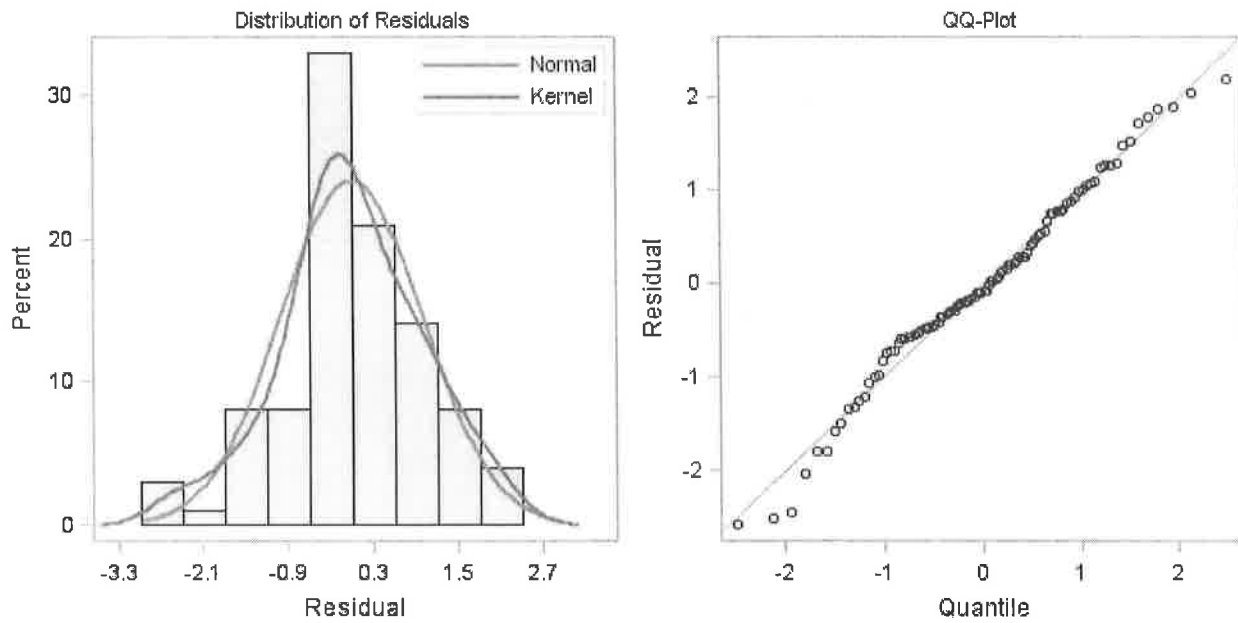 Distribution of Residuals
Normal
Kernel
Percent
30
20
10
0
-3.3 -2.1 -0.9 0.3 1.5 2.7
Residual
QQ-Plot
Residual
2
1
0
-1
-2
-2 -1 0 1 2
Quantile